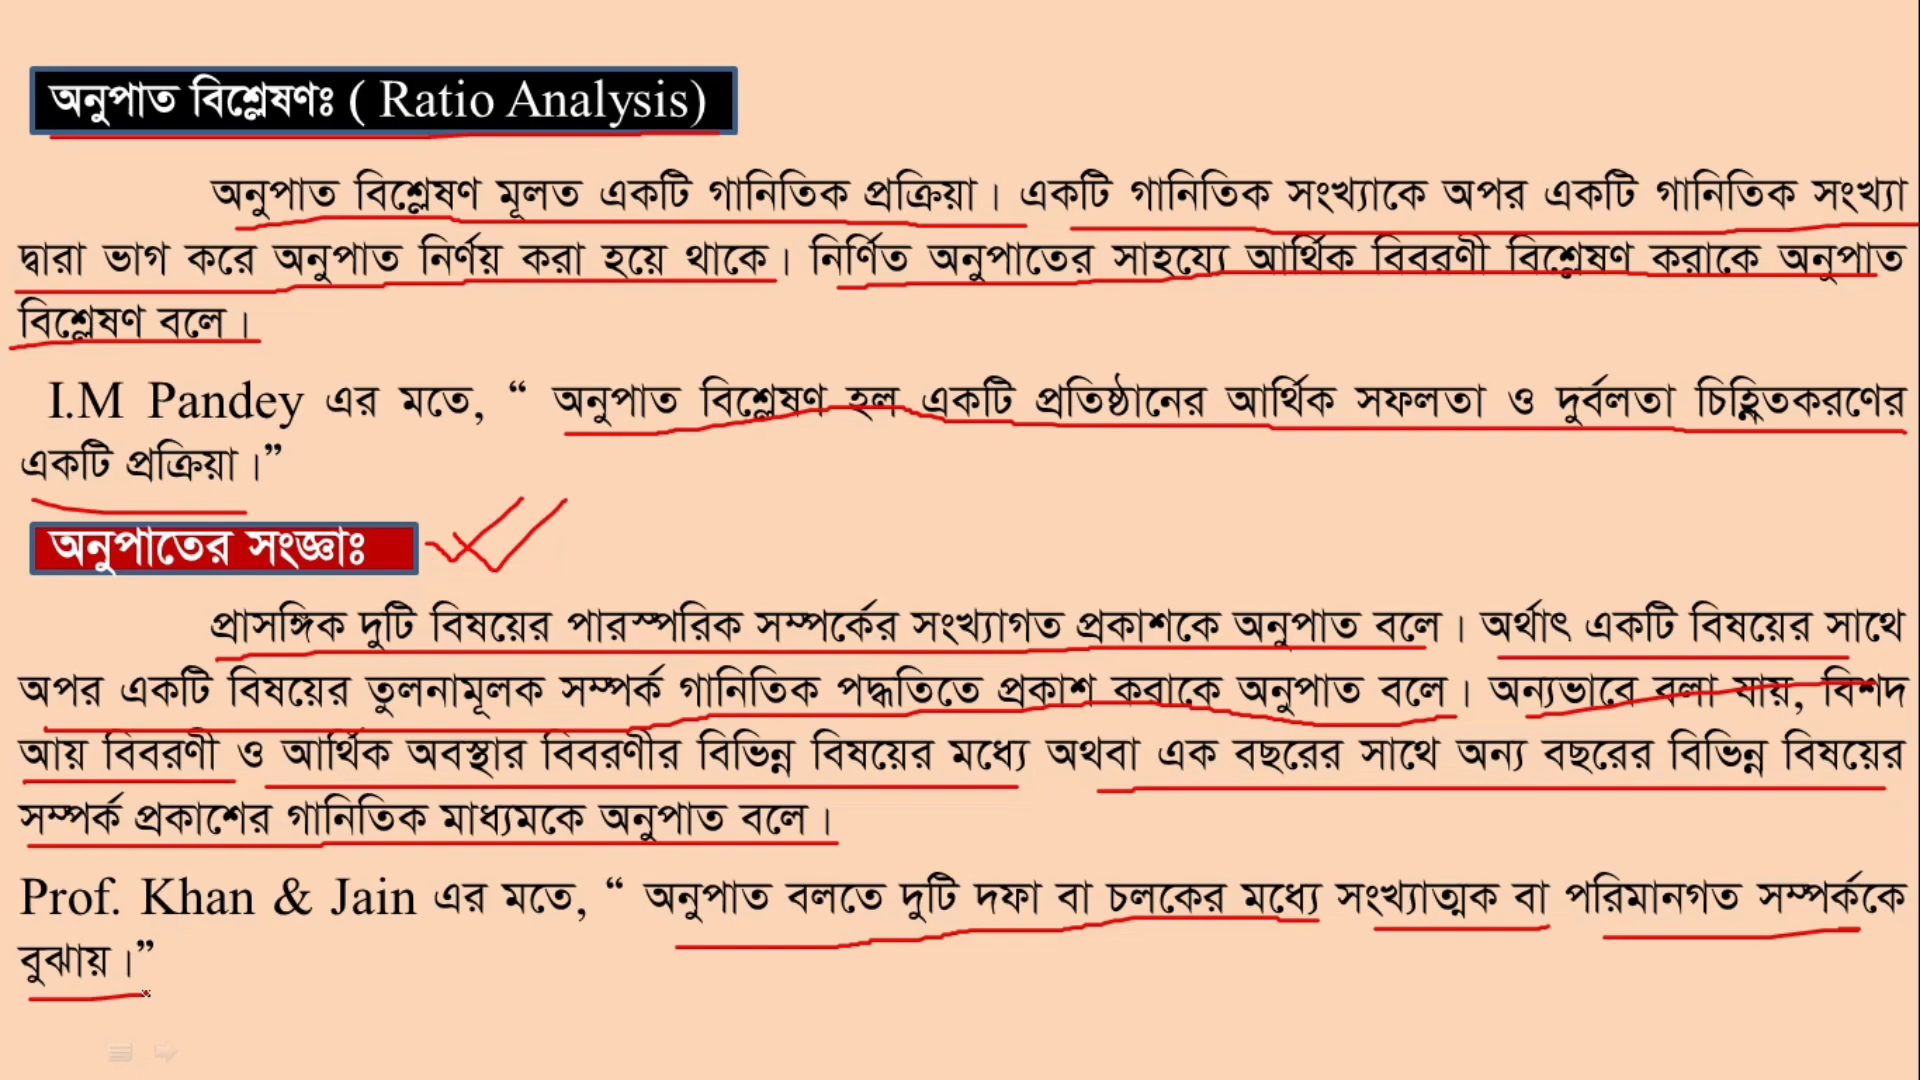 অনুপাত বিশ্লেষণঃ ( Ratio Analysis)
অনুপাত বিশ্লেষণ মূলত একটি গানিতিক প্রক্রিয়া। একটি গানিতিক সংখ্যাকে অপর একটি গানিতিক সংখ্যা
দ্বারা ভাগ করে অনুপাত নির্ণয় করা হয়ে থাকে। নির্ণিত অনুপাতের সাহয্যে আর্থিক বিবরণী বিশ্লেষণ করাকে অনুপাত
বিশ্লেষণ বলে।
I.M Pandey এর মতে, “ অনুপাত বিশ্লেষণ হল একটি প্রতিষ্ঠানের আর্থিক সফলতা ও দুর্বলতা চিহ্নিতকরণের
একটি প্রক্রিয়া।”
অনুপাতের সংজ্ঞাঃ
প্রাসঙ্গিক দুটি বিষয়ের পারস্পরিক সম্পর্কের সংখ্যাগত প্রকাশকে অনুপাত বলে। অর্থাৎ একটি বিষয়ের সাথে
অপর একটি বিষয়ের তুলনামূলক সম্পর্ক গানিতিক পদ্ধতিতে প্রকাশ করাকে অনুপাত বলে। অন্যভাবে বলা যায়, বিশদ
আয় বিবরণী ও আর্থিক অবস্থার বিবরণীর বিভিন্ন বিষয়ের মধ্যে অথবা এক বছরের সাথে অন্য বছরের বিভিন্ন বিষয়ের
সম্পর্ক প্রকাশের গানিতিক মাধ্যমকে অনুপাত বলে।
Prof. Khan & Jain এর মতে, “ অনুপাত বলতে দুটি দফা বা চলকের মধ্যে সংখ্যাত্মক বা পরিমানগত সম্পর্ককে
বুঝায়।”